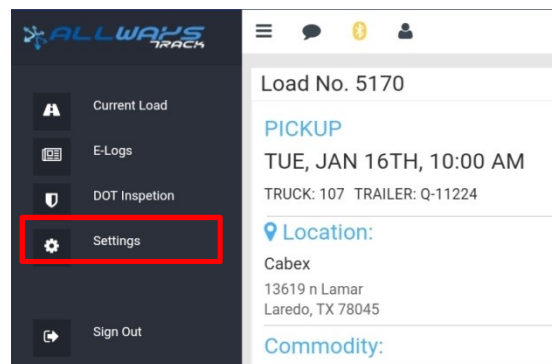 ALLWAYS
TRACK
Current Load
E-Logs
DOT Inspetion
Settings
Sign Out
Load No. 5170
PICKUP
TUE, JAN 16TH, 10:00 AM
TRUCK: 107 TRAILER: Q-11224
Location:
Cabex
13619 n Lamar
Laredo, TX 78045
Commodity: